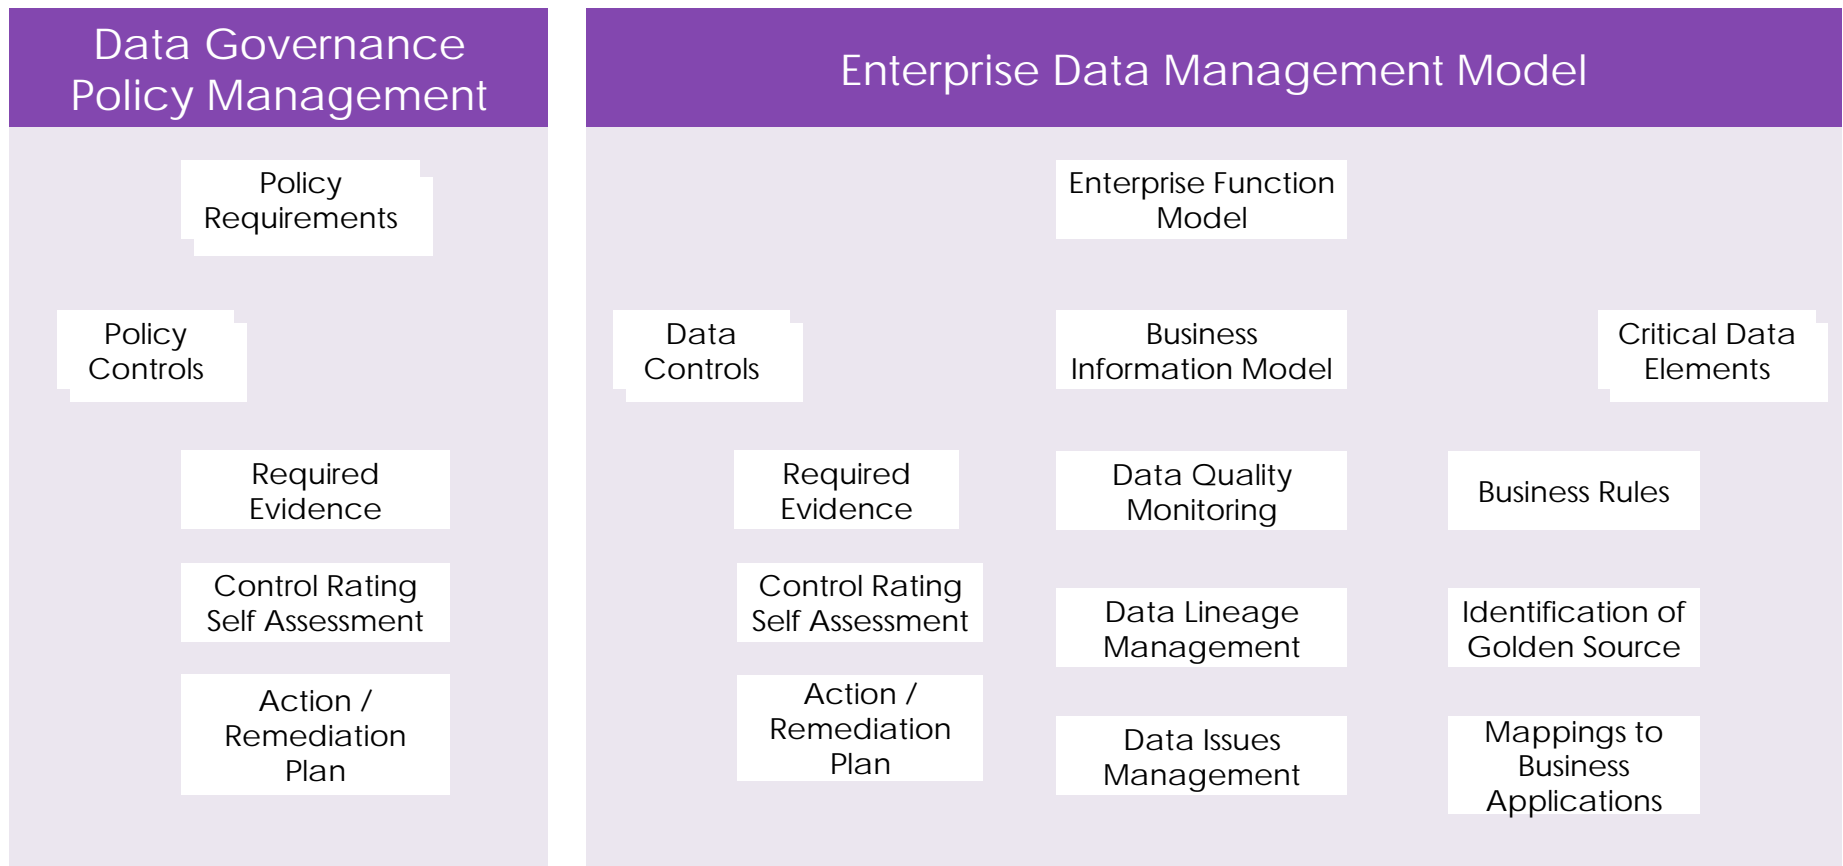 Data Governance
Policy Management
Policy
Requirements
Policy
Controls
Required
Evidence
Control Rating
Self Assessment
Action /
Remediation
Plan
Enterprise Data Management Model
Enterprise Function
Model
Data
Controls
Business
Information Model
Critical Data
Elements
Required
Evidence
Data Quality
Monitoring
Business Rules
Control Rating
Self Assessment
Data Lineage
Management
Identification of
Golden Source
Action /
Remediation
Plan
Data Issues
Management
Mappings to
Business
Applications